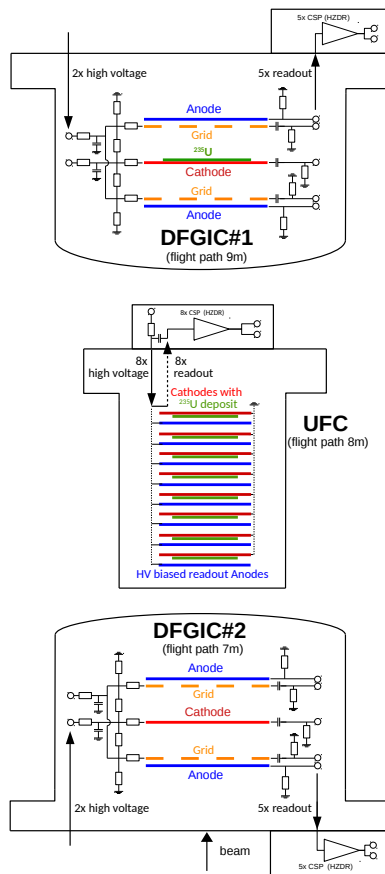 5x CSP (HZDR)
2x high voltage
5x readout
Anode
Grid
²³⁵U
Cathode
Grid
Anode
DFGIC#1
(flight path 9m)
8x CSP (HZDR)
8x
high voltage
8x
readout
Cathodes with
²³⁵U deposit
UFC
(flight path 8m)
HV biased readout Anodes
DFGIC#2
(flight path 7m)
Anode
Grid
Cathode
Grid
Anode
2x high voltage
5x readout
beam
5x CSP (HZDR)